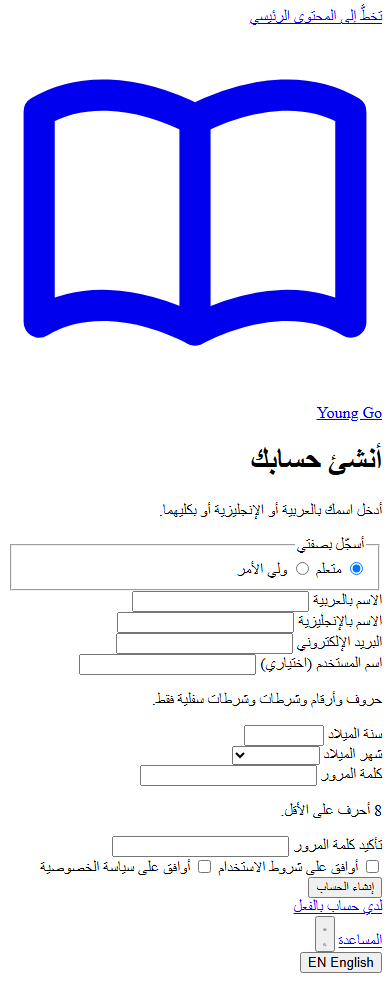 تخطَّ إلى المحتوى الرئيسي
Young Go
أنشئ حسابك
أدخل اسمك بالعربية أو الإنجليزية أو بكليهما.
أسجّل بصفتي
متعلم ولي الأمر
الاسم بالعربية
الاسم بالإنجليزية
البريد الإلكتروني
اسم المستخدم (اختياري)
حروف وأرقام وشرطات وشرطات سفلية فقط.
سنة الميلاد
شهر الميلاد
كلمة المرور
8 أحرف على الأقل.
تأكيد كلمة المرور
أوافق على شروط الاستخدام أوافق على سياسة الخصوصية
إنشاء الحساب
لدي حساب بالفعل
المساعدة
EN English